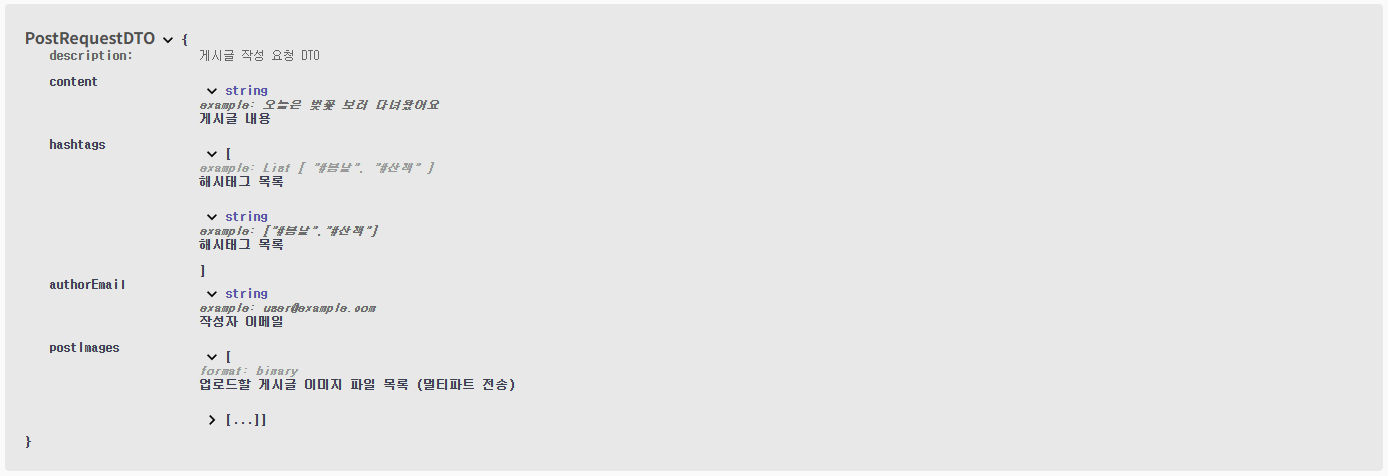 PostRequestDTO {
description: 게시글 작성 요청 DTO
content
string
example: 오늘은 벚꽃 보러 다녀왔어요
게시글 내용
hashtags
[
example: List [ "#봄날", "#산책" ]
해시태그 목록
string
example: ["#봄날","#산책"]
해시태그 목록
]
authorEmail
string
example: user@example.com
작성자 이메일
postImages
[
format: binary
업로드할 게시글 이미지 파일 목록 (멀티파트 전송)
[...]]
}